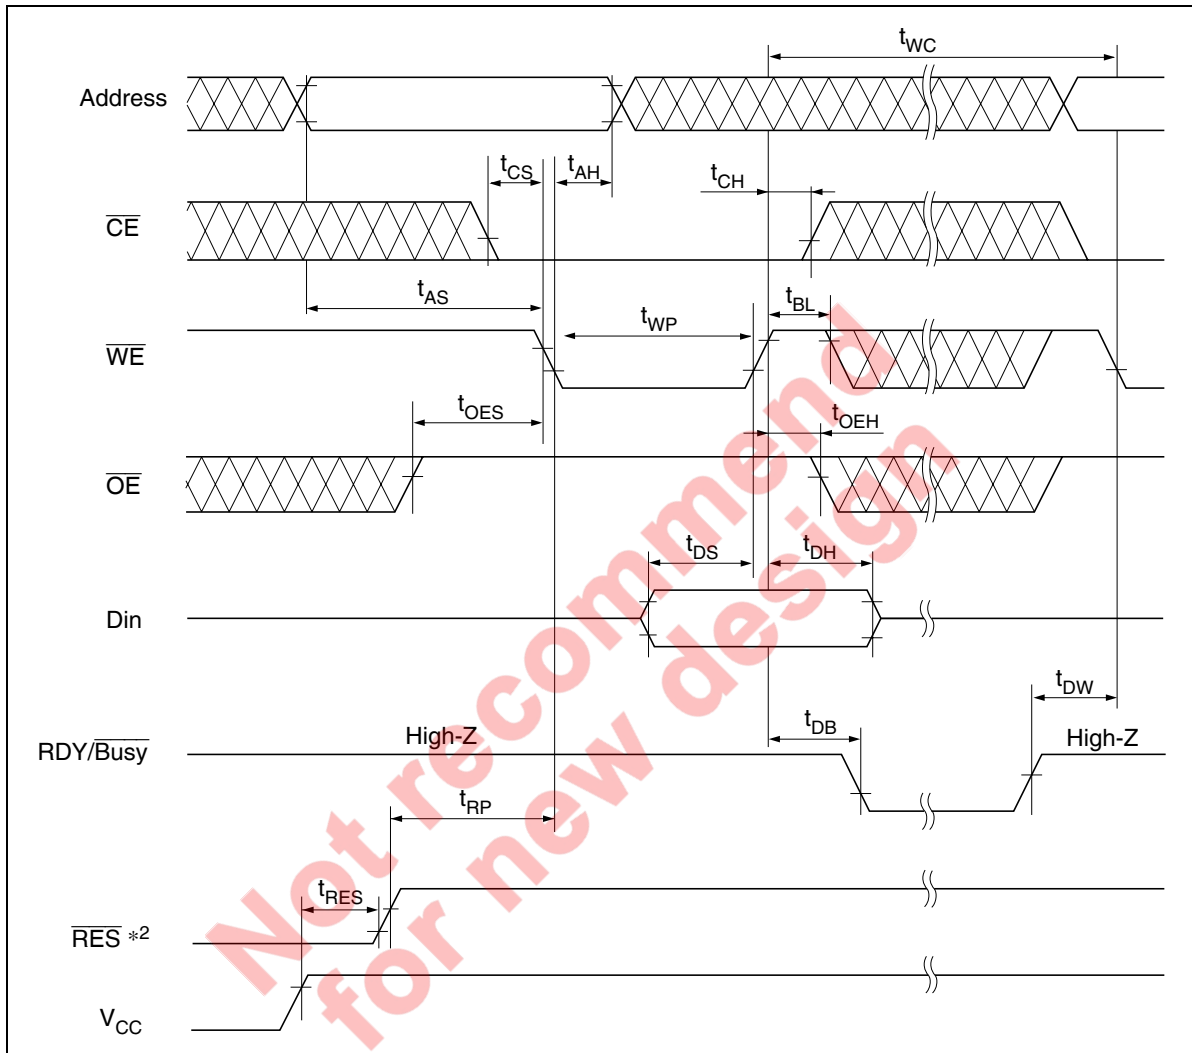 tWC
Address
tCS
tAH
tCH
CE
tAS
tBL
tWP
WE
tOES
tOEH
OE
tDS
tDH
Din
tDW
tDB
High-Z
High-Z
RDY/Busy
tRP
tRES
RES *2
VCC
Not recommend
for new design